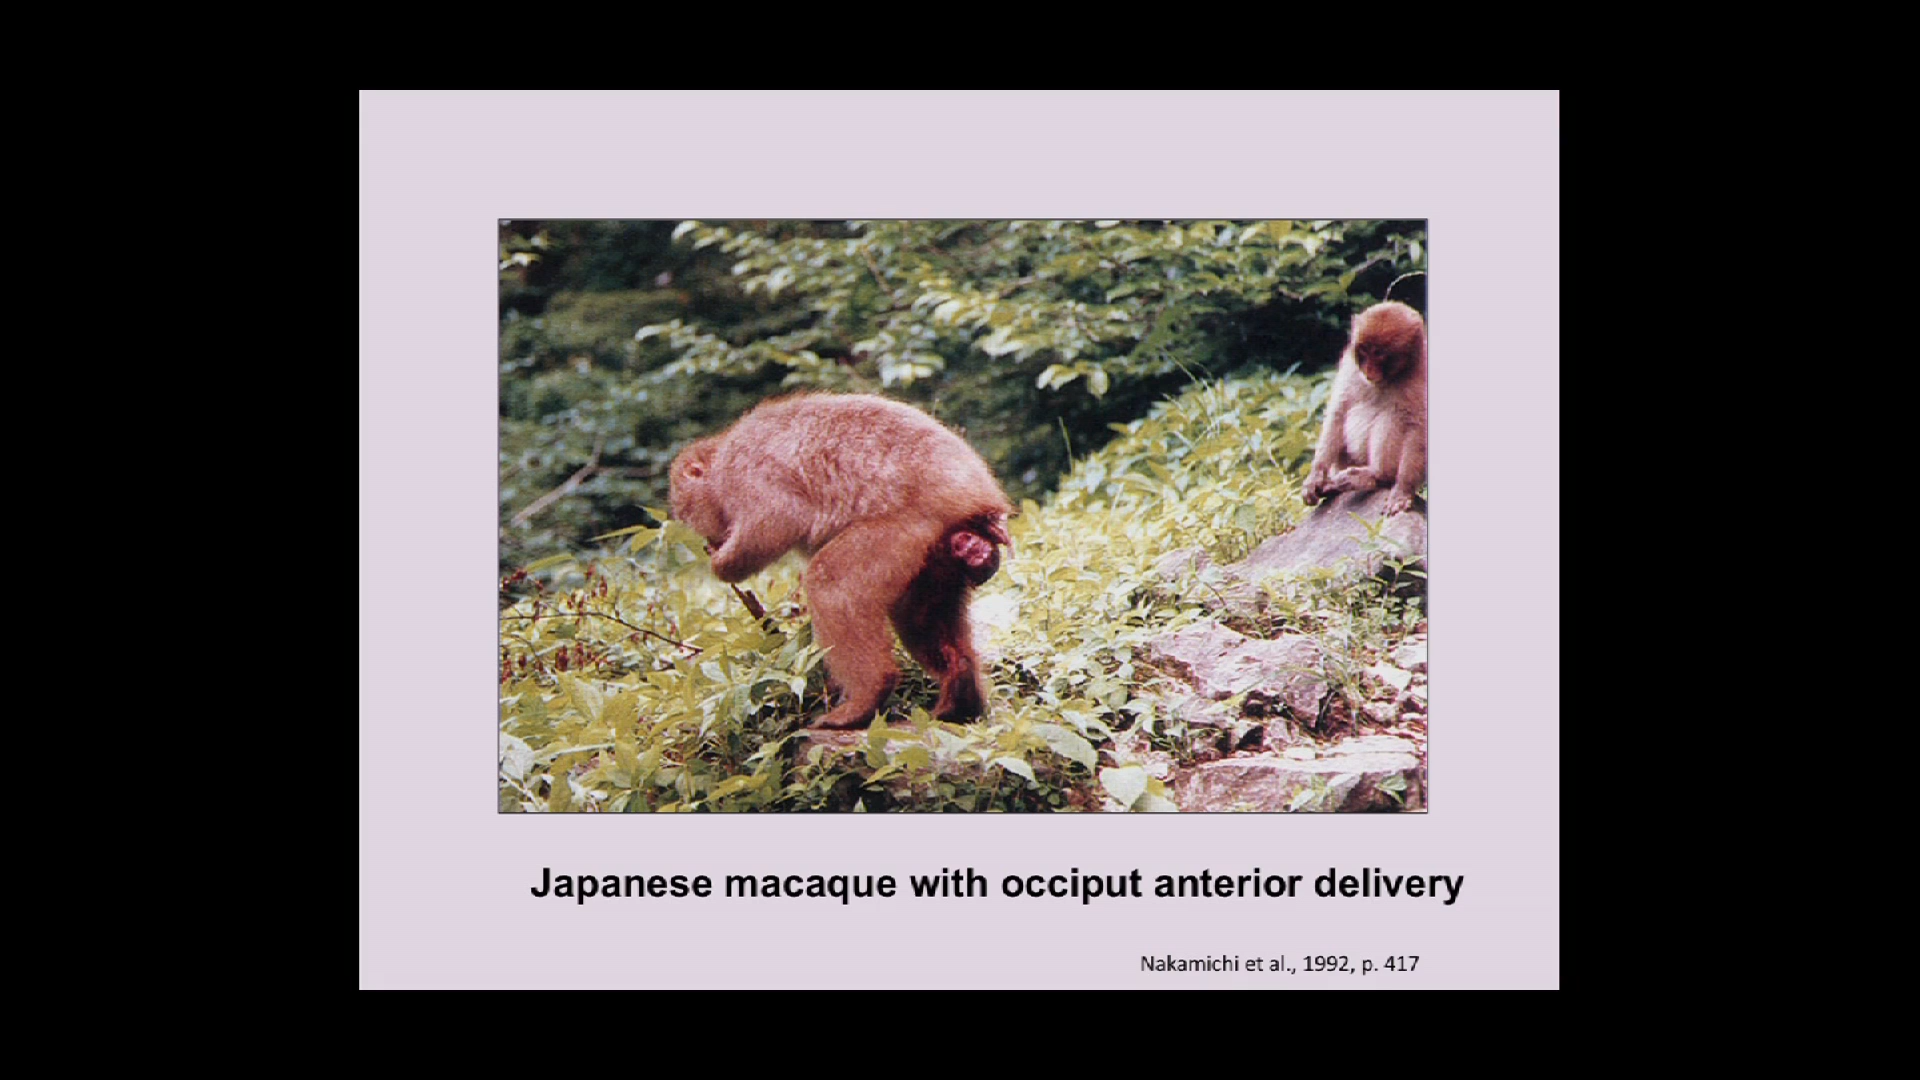 Japanese macaque with occiput anterior delivery
Nakamichi et al., 1992, p. 417